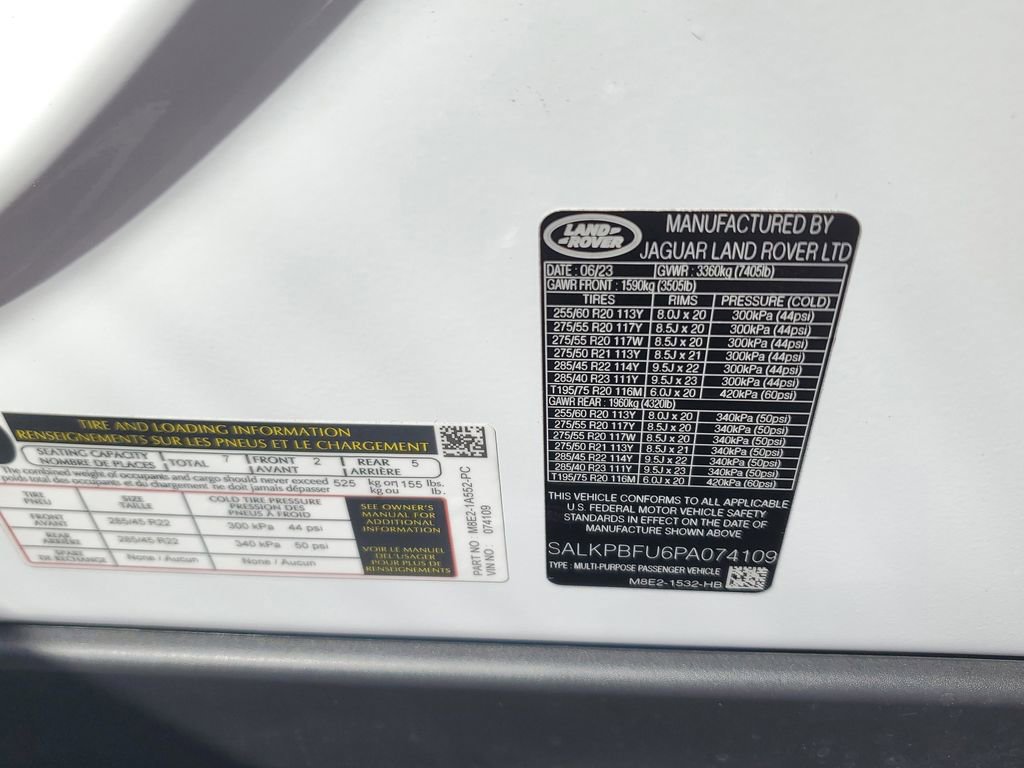 LAND ROVER
MANUFACTURED BY
JAGUAR LAND ROVER LTD
DATE : 06/23 GVWR : 3360kg (7405lb)
GAWR FRONT : 1590kg (3505lb)
TIRES RIMS PRESSURE (COLD)
255/60 R20 113Y 8.0J x 20 300kPa (44psi)
275/55 R20 117Y 8.5J x 20 300kPa (44psi)
275/55 R20 117W 8.5J x 20 300kPa (44psi)
275/50 R21 113Y 8.5J x 21 300kPa (44psi)
285/45 R22 114Y 9.5J x 22 300kPa (44psi)
285/40 R23 111Y 9.5J x 23 300kPa (44psi)
T195/75 R20 116M 6.0J x 20 420kPa (60psi)
GAWR REAR : 1960kg (4320lb)
255/60 R20 113Y 8.0J x 20 340kPa (50psi)
275/55 R20 117Y 8.5J x 20 340kPa (50psi)
275/55 R20 117W 8.5J x 20 340kPa (50psi)
275/50 R21 113Y 8.5J x 21 340kPa (50psi)
285/45 R22 114Y 9.5J x 22 340kPa (50psi)
285/40 R23 111Y 9.5J x 23 340kPa (50psi)
T195/75 R20 116M 6.0J x 20 420kPa (60psi)
THIS VEHICLE CONFORMS TO ALL APPLICABLE
U.S. FEDERAL MOTOR VEHICLE SAFETY
STANDARDS IN EFFECT ON THE DATE OF
MANUFACTURE SHOWN ABOVE
SALKPBFU6PA074109
TYPE : MULTI-PURPOSE PASSENGER VEHICLE
M8E2-1532-HB
TIRE AND LOADING INFORMATION
RENSEIGNEMENTS SUR LES PNEUS ET LE CHARGEMENT
SEATING CAPACITY TOTAL 7 FRONT 2 REAR 5
NOMBRE DE PLACES AVANT ARRIÈRE
The combined weight of occupants and cargo should never exceed 525 kg or 1155 lbs.
poids total des occupants et du chargement ne doit jamais dépasser kg ou lb.
TIRE SIZE COLD TIRE PRESSURE
PNEU TAILLE PRESSION DES PNEUS À FROID
FRONT AVANT 285/45 R22 300 kPa 44 psi
REAR ARRIÈRE 285/45 R22 340 kPa 50 psi
SPARE DE RECHANGE None / Aucun None / Aucun
SEE OWNER'S
MANUAL FOR
ADDITIONAL
INFORMATION
VOIR LE MANUEL
DE L'USAGER
POUR PLUS DE
RENSEIGNEMENTS
PART NO : M8E2-1A552-PC
VIN NO : 074109